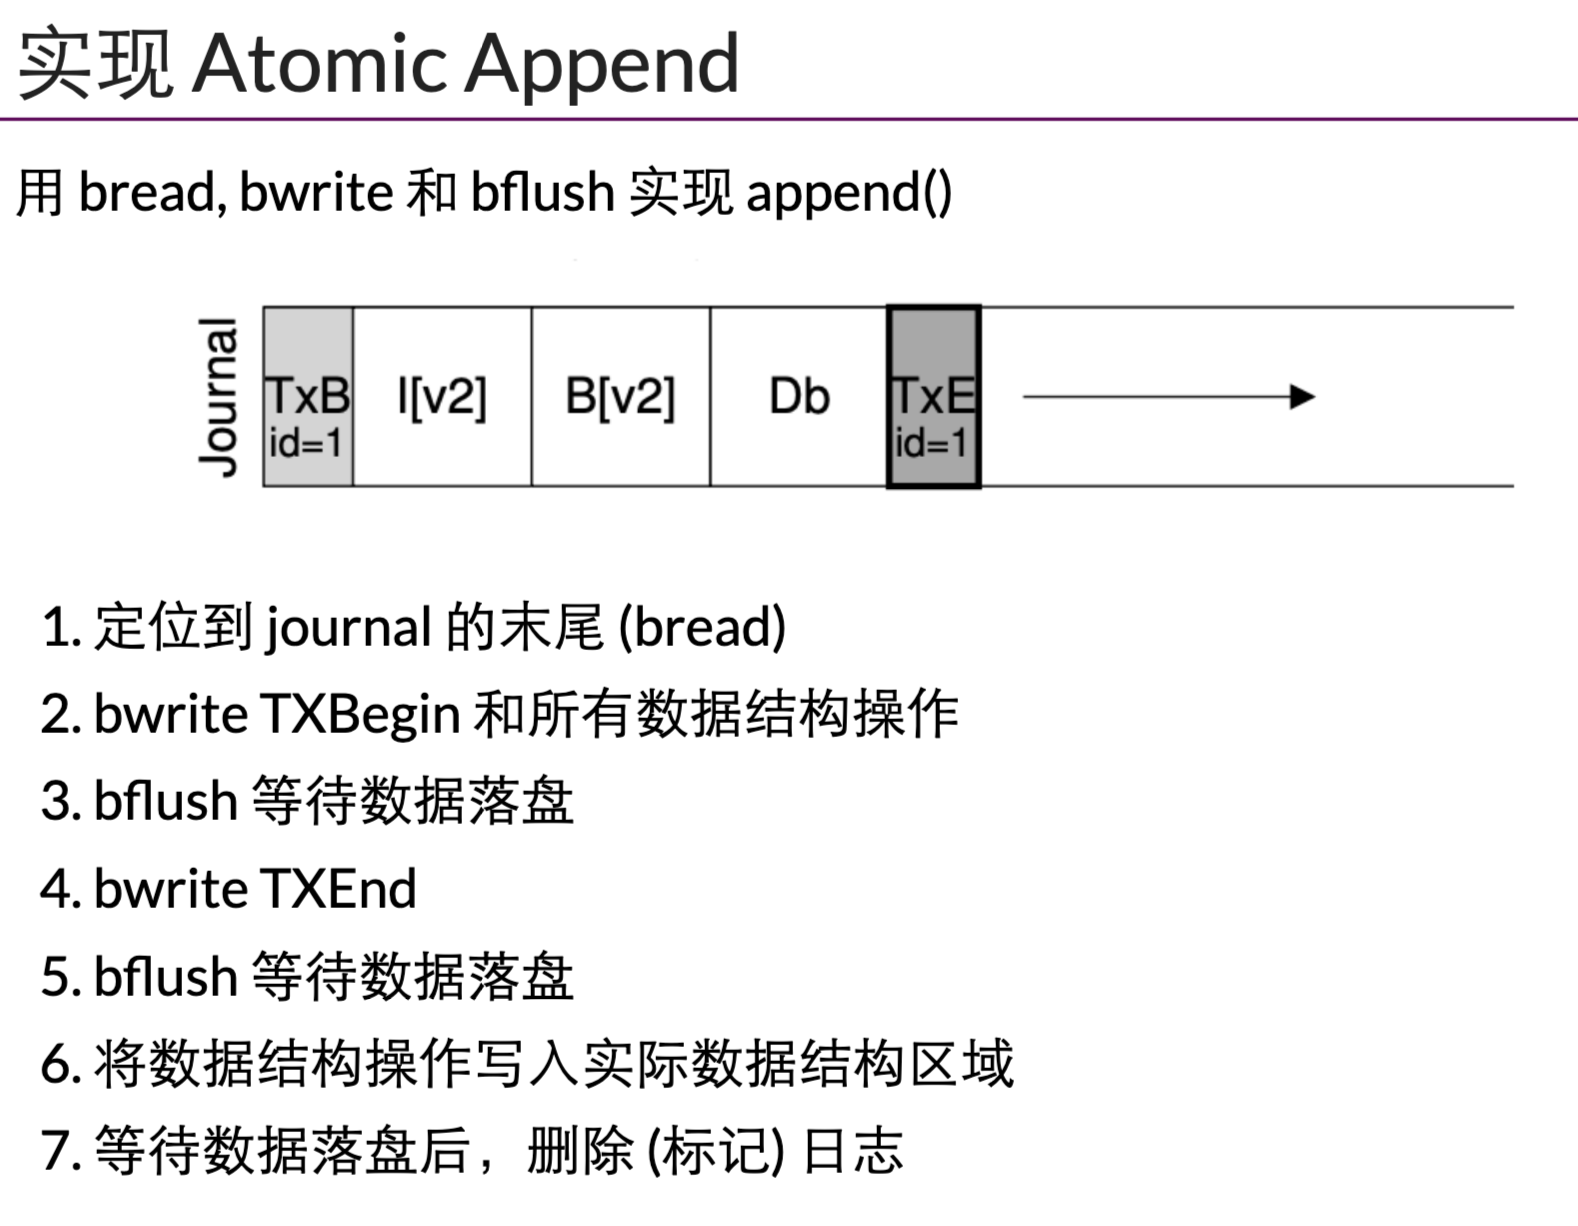 实现 Atomic Append
用 bread, bwrite 和 bflush 实现 append()
Journal
TxB
id=1
I[v2]
B[v2]
Db
TxE
id=1
1. 定位到 journal 的末尾 (bread)
2. bwrite TXBegin 和所有数据结构操作
3. bflush 等待数据落盘
4. bwrite TXEnd
5. bflush 等待数据落盘
6. 将数据结构操作写入实际数据结构区域
7. 等待数据落盘后，删除 (标记) 日志